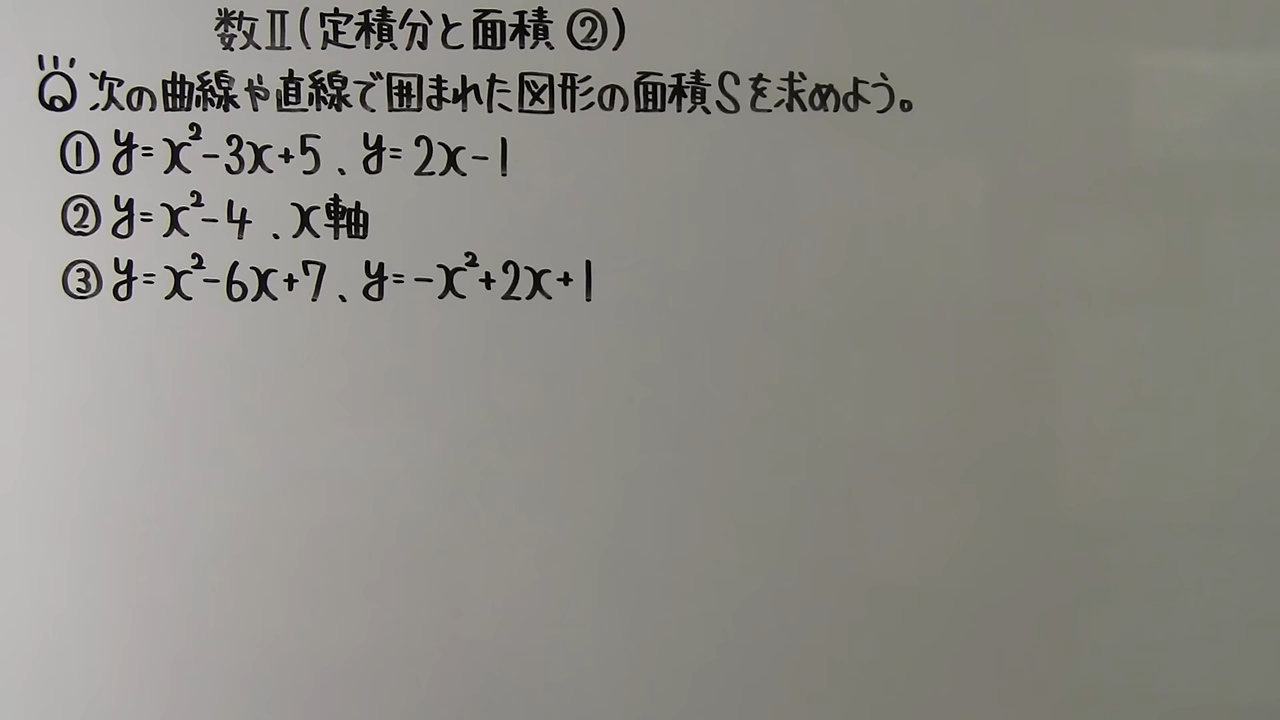 数Ⅱ(定積分と面積 ②)
Q 次の曲線や直線で囲まれた図形の面積Sを求めよう。
① y=x²-3x+5、y=2x-1
② y=x²-4、x軸
③ y=x²-6x+7、y=-x²+2x+1